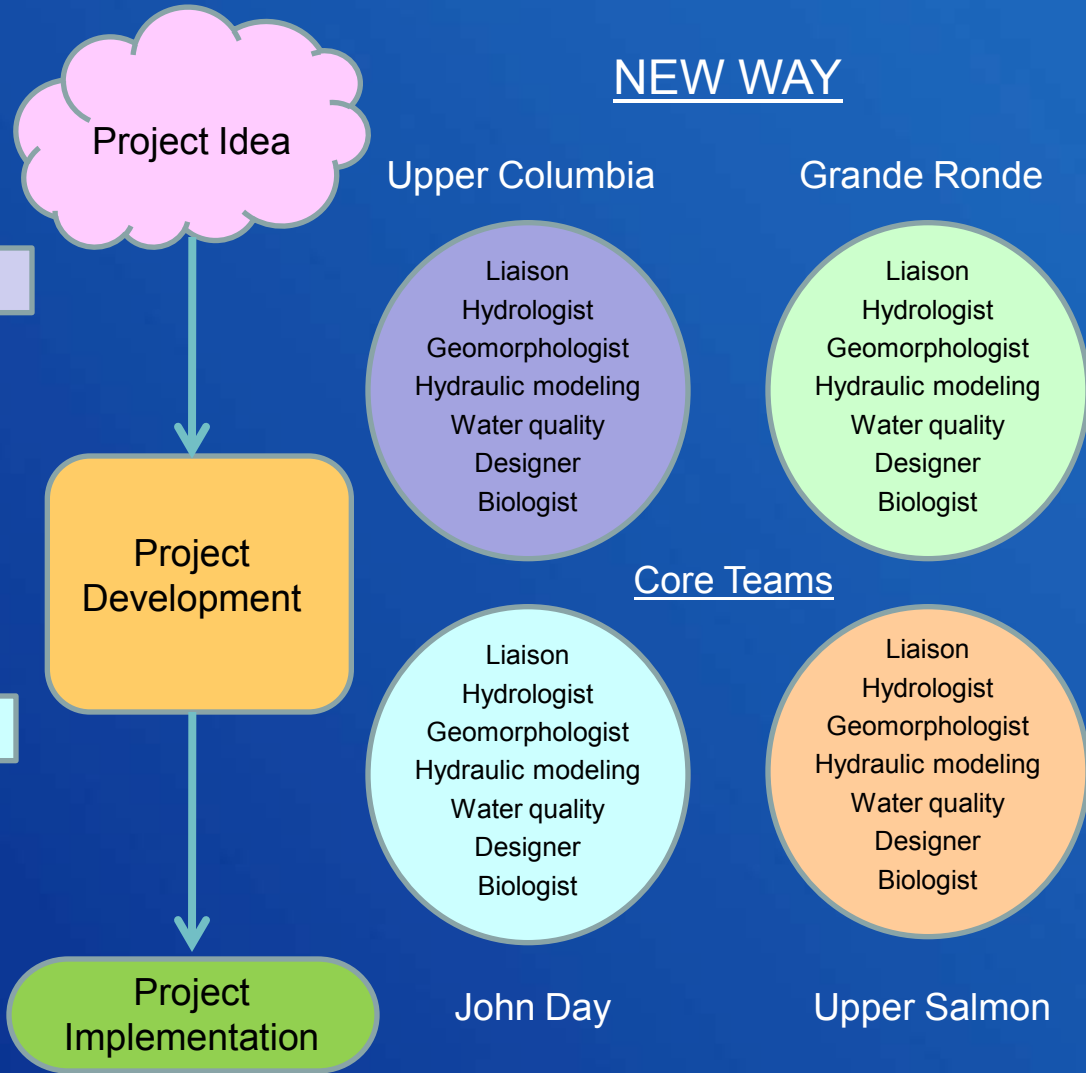 Project Idea
Project
Development
Project
Implementation
NEW WAY
Upper Columbia
Liaison
Hydrologist
Geomorphologist
Hydraulic modeling
Water quality
Designer
Biologist
Grande Ronde
Liaison
Hydrologist
Geomorphologist
Hydraulic modeling
Water quality
Designer
Biologist
Core Teams
Liaison
Hydrologist
Geomorphologist
Hydraulic modeling
Water quality
Designer
Biologist
John Day
Liaison
Hydrologist
Geomorphologist
Hydraulic modeling
Water quality
Designer
Biologist
Upper Salmon